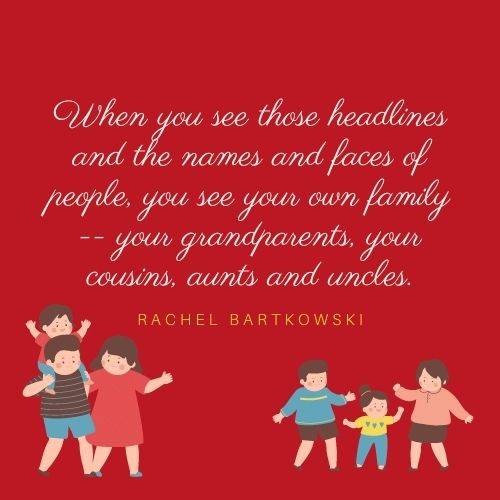 When you see those headlines
and the names and faces of
people, you see your own family
-- your grandparents, your
cousins, aunts and uncles.
RACHEL BARTKOWSKI